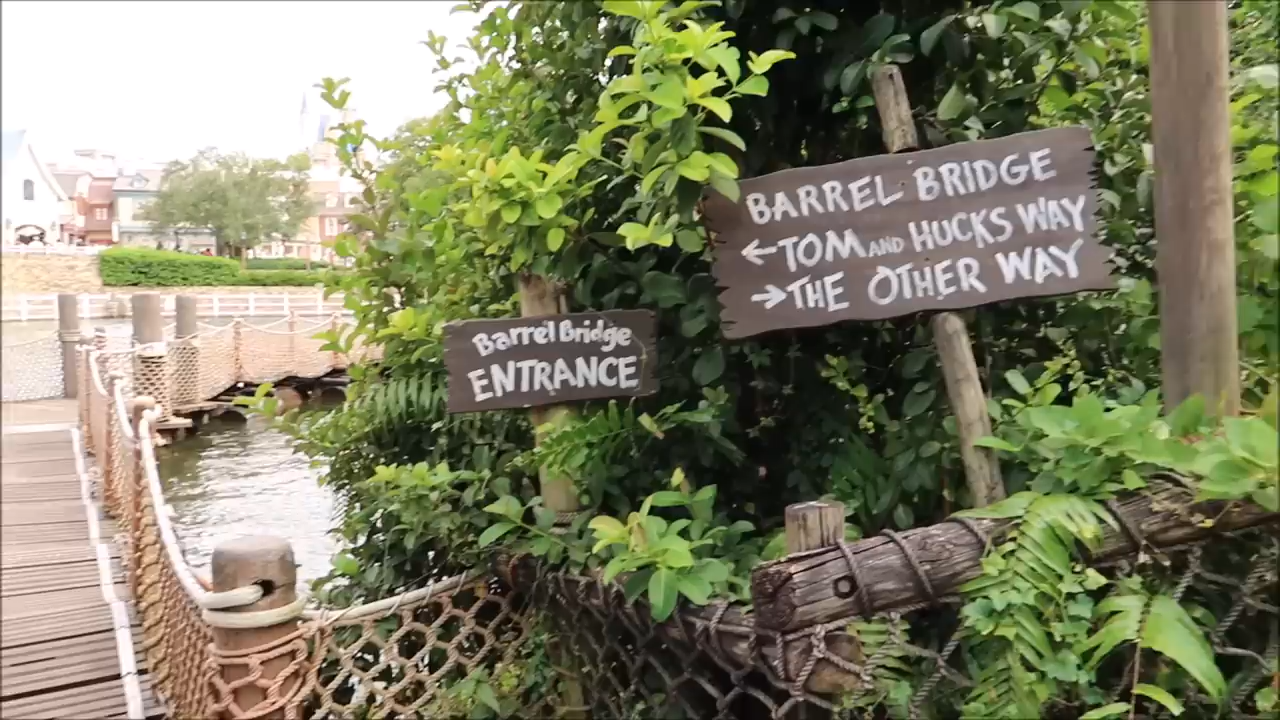 Barrel Bridge
ENTRANCE
BARREL BRIDGE
←TOM AND HUCKS WAY
→THE OTHER WAY